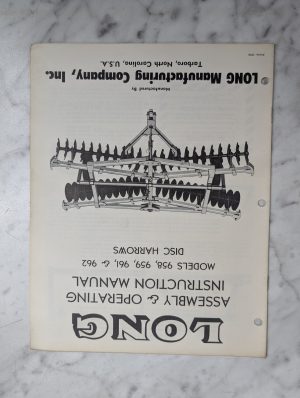 LONG
ASSEMBLY & OPERATING
INSTRUCTION MANUAL
MODELS 958, 959, 961, & 962
DISC HARROWS
Manufactured By
LONG Manufacturing Company, Inc.
Tarboro, North Carolina, U.S.A.